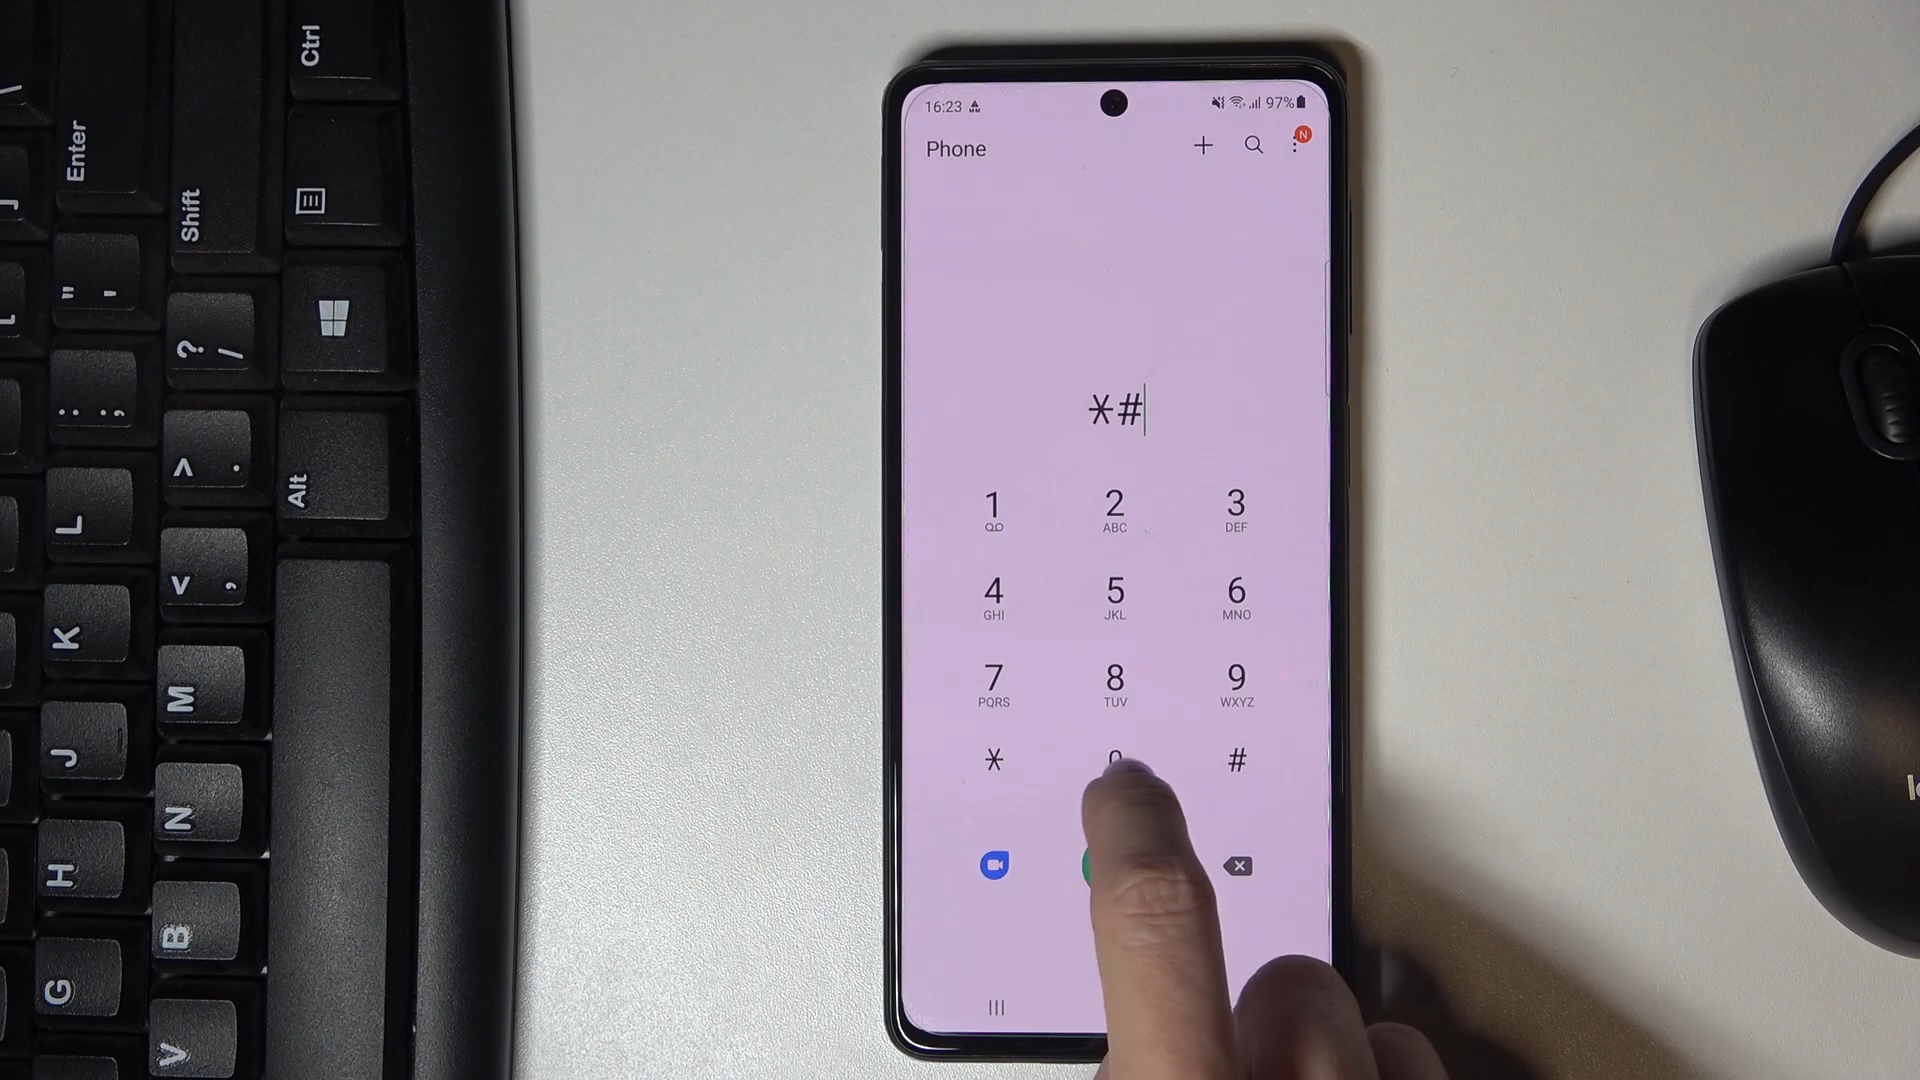 16:23
97%
Phone
N
*#
1 2 ABC 3 DEF
4 GHI 5 JKL 6 MNO
7 PQRS 8 TUV 9 WXYZ
* 0 #
Ctrl
Enter
Shift
" '
? /
: ;
> .
Alt
L
< ,
K
M
J
N
H
B
G
V